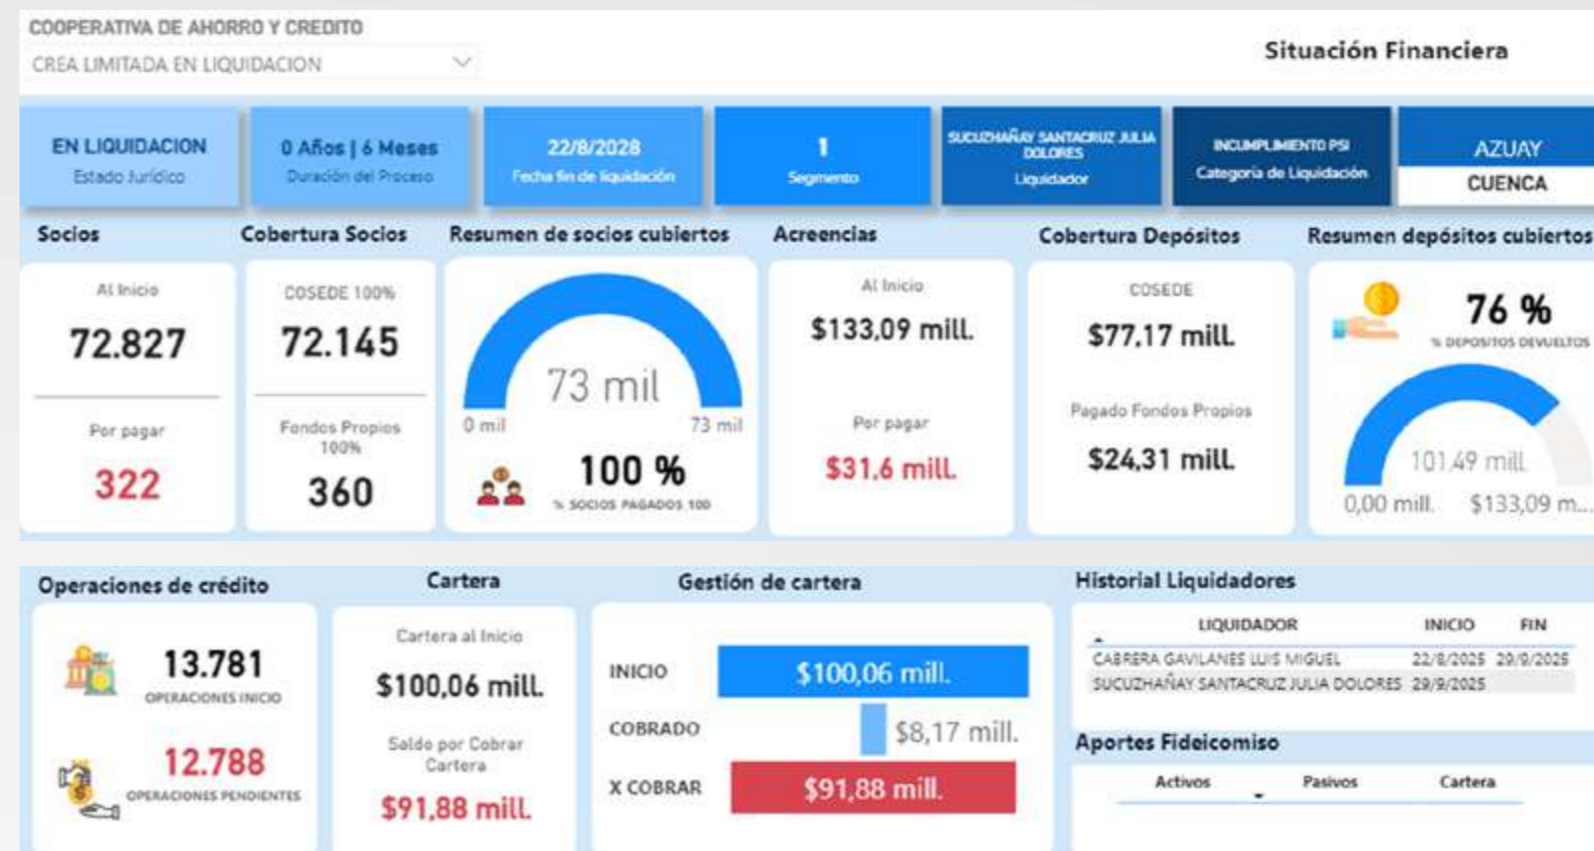 COOPERATIVA DE AHORRO Y CREDITO
CREA LIMITADA EN LIQUIDACION
Situación Financiera
EN LIQUIDACION
Estado Jurídico
0 Años | 6 Meses
Duración del Proceso
22/8/2028
Fecha fin de liquidación
1
Segmento
SUCUZHAÑAY SANTACRUZ JULIA
DOLORES
Liquidador
INCUMPLIMIENTO PSI
Categoría de Liquidación
AZUAY
CUENCA
Socios
Al Inicio
72.827
Por pagar
322
Cobertura Socios
COSEDE 100%
72.145
Fondos Propios
100%
360
Resumen de socios cubiertos
73 mil
0 mil
73 mil
100 %
% SOCIOS PAGADOS 100
Acreencias
Al Inicio
$133,09 mill.
Por pagar
$31,6 mill.
Cobertura Depósitos
COSEDE
$77,17 mill.
Pagado Fondos Propios
$24,31 mill.
Resumen depósitos cubiertos
76 %
% DEPOSITOS DEVUELTOS
101,49 mill.
0,00 mill.
$133,09 m...
Operaciones de crédito
13.781
OPERACIONES INICIO
12.788
OPERACIONES PENDIENTES
Cartera
Cartera al Inicio
$100,06 mill.
Saldo por Cobrar
Cartera
$91,88 mill.
Gestión de cartera
INICIO
$100,06 mill.
COBRADO
$8,17 mill.
X COBRAR
$91,88 mill.
Historial Liquidadores
LIQUIDADOR INICIO FIN
CABRERA GAVILANES LUIS MIGUEL 22/8/2025 29/9/2025
SUCUZHAÑAY SANTACRUZ JULIA DOLORES 29/9/2025
Aportes Fideicomiso
Activos Pasivos Cartera